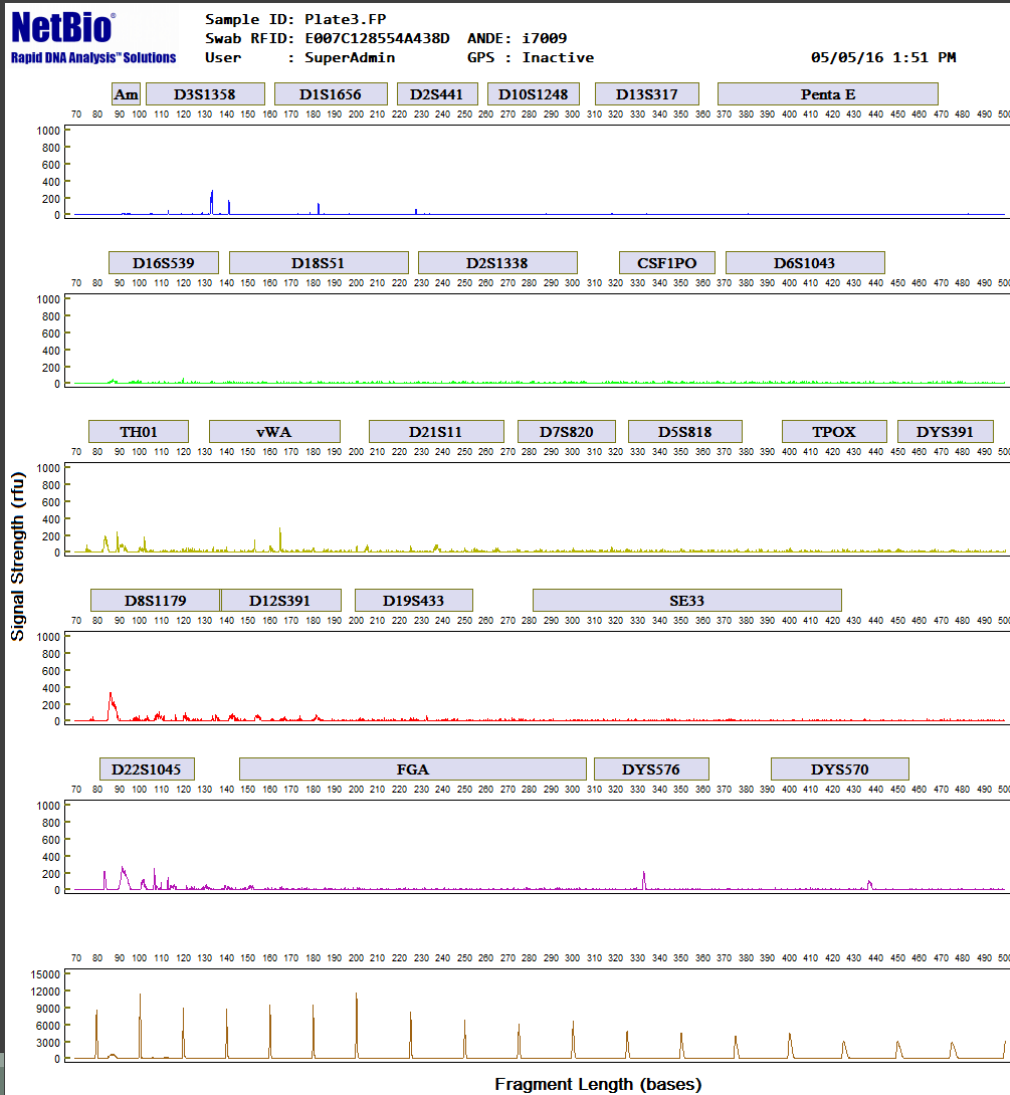 NetBio®
Rapid DNA Analysis™ Solutions
Sample ID: Plate3.FP
Swab RFID: E007C128554A438D ANDE: i7009
User : SuperAdmin GPS : Inactive 05/05/16 1:51 PM
Am D3S1358 D1S1656 D2S441 D10S1248 D13S317 Penta E
70 80 90 100 110 120 130 140 150 160 170 180 190 200 210 220 230 240 250 260 270 280 290 300 310 320 330 340 350 360 370 380 390 400 410 420 430 440 450 460 470 480 490 500
1000
800
600
400
200
0
D16S539 D18S51 D2S1338 CSF1PO D6S1043
70 80 90 100 110 120 130 140 150 160 170 180 190 200 210 220 230 240 250 260 270 280 290 300 310 320 330 340 350 360 370 380 390 400 410 420 430 440 450 460 470 480 490 500
1000
800
600
400
200
0
TH01 vWA D21S11 D7S820 D5S818 TPOX DYS391
70 80 90 100 110 120 130 140 150 160 170 180 190 200 210 220 230 240 250 260 270 280 290 300 310 320 330 340 350 360 370 380 390 400 410 420 430 440 450 460 470 480 490 500
1000
800
600
400
200
0
Signal Strength (rfu)
D8S1179 D12S391 D19S433 SE33
70 80 90 100 110 120 130 140 150 160 170 180 190 200 210 220 230 240 250 260 270 280 290 300 310 320 330 340 350 360 370 380 390 400 410 420 430 440 450 460 470 480 490 500
1000
800
600
400
200
0
D22S1045 FGA DYS576 DYS570
70 80 90 100 110 120 130 140 150 160 170 180 190 200 210 220 230 240 250 260 270 280 290 300 310 320 330 340 350 360 370 380 390 400 410 420 430 440 450 460 470 480 490 500
1000
800
600
400
200
0
70 80 90 100 110 120 130 140 150 160 170 180 190 200 210 220 230 240 250 260 270 280 290 300 310 320 330 340 350 360 370 380 390 400 410 420 430 440 450 460 470 480 490 500
15000
12000
9000
6000
3000
0
Fragment Length (bases)